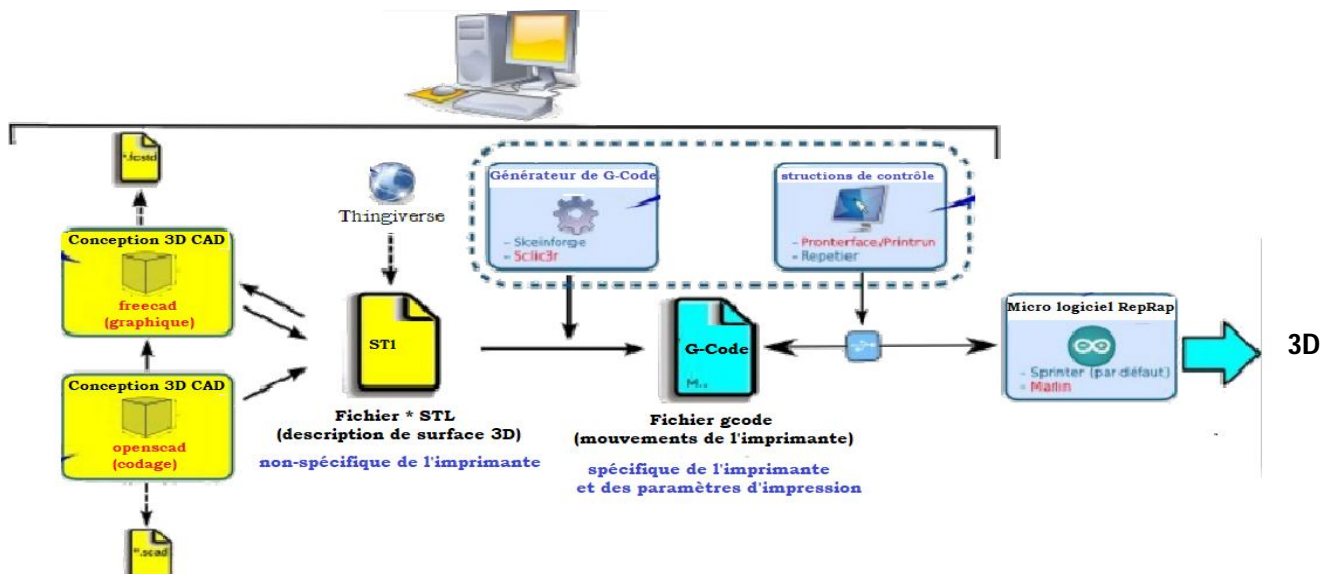 *.fcstd
Conception 3D CAD
freecad
(graphique)
Conception 3D CAD
openscad
(codage)
*.scad
Thingiverse
STl
Fichier * STL
(description de surface 3D)
non-spécifique de l'imprimante
Générateur de G-Code
- Skeinforge
- Sclic3r
structions de contrôle
- Pronterface/Printrun
- Repetier
G-Code
Fichier gcode
(mouvements de l'imprimante)
spécifique de l'imprimante
et des paramètres d'impression
Micro logiciel RepRap
- Sprinter (par défaut)
- Marlin
3D